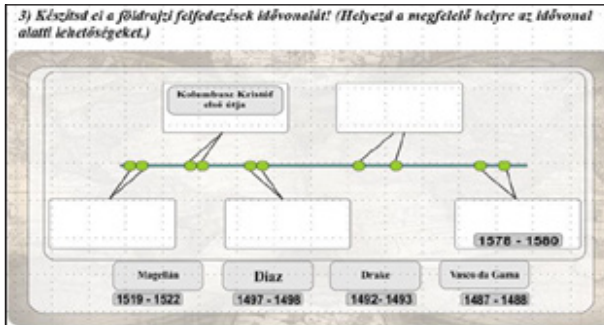 3) Készítsd el a földrajzi felfedezések idővonalát! (Helyezd a megfelelő helyre az idővonal
alatti lehetőségeket.)
Kolumbusz Kristóf
első útja
1578 - 1580
Magellán
Diaz
Drake
Vasco da Gama
1519 - 1522
1497 - 1498
1492- 1493
1487 - 1488